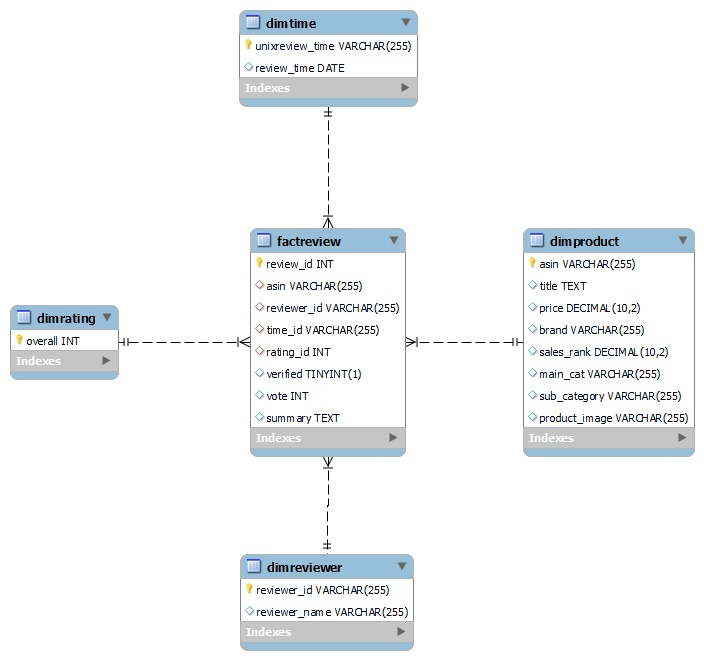 dimtime
unixreview_time VARCHAR(255)
review_time DATE
Indexes
factreview
review_id INT
asin VARCHAR(255)
reviewer_id VARCHAR(255)
time_id VARCHAR(255)
rating_id INT
verified TINYINT(1)
vote INT
summary TEXT
Indexes
dimproduct
asin VARCHAR(255)
title TEXT
price DECIMAL(10,2)
brand VARCHAR(255)
sales_rank DECIMAL(10,2)
main_cat VARCHAR(255)
sub_category VARCHAR(255)
product_image VARCHAR(255)
Indexes
dimrating
overall INT
Indexes
dimreviewer
reviewer_id VARCHAR(255)
reviewer_name VARCHAR(255)
Indexes